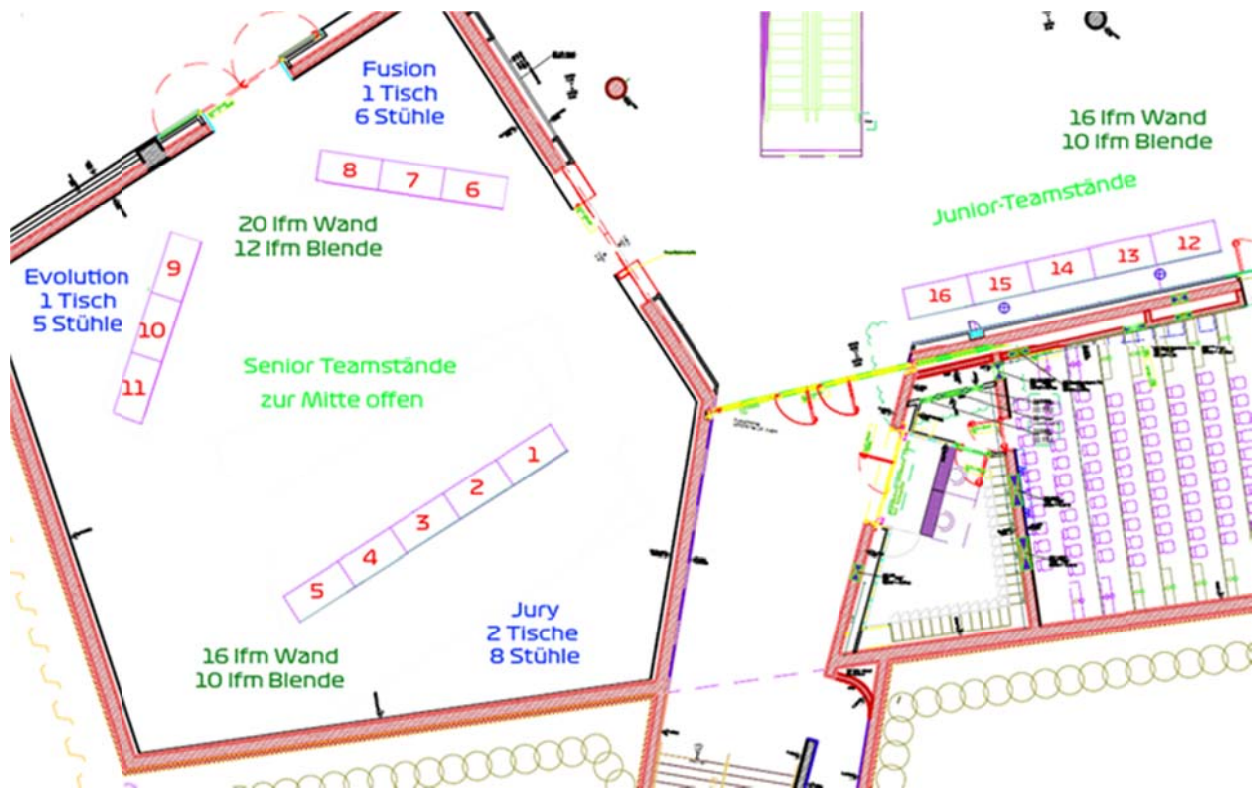 Fusion
1 Tisch
6 Stühle
16 lfm Wand
10 lfm Blende
8
7
6
Junior-Teamstände
20 lfm Wand
12 lfm Blende
16
15
14
13
12
9
Evolution
1 Tisch
5 Stühle
10
11
Senior Teamstände
zur Mitte offen
1
2
3
4
5
Jury
2 Tische
8 Stühle
16 lfm Wand
10 lfm Blende